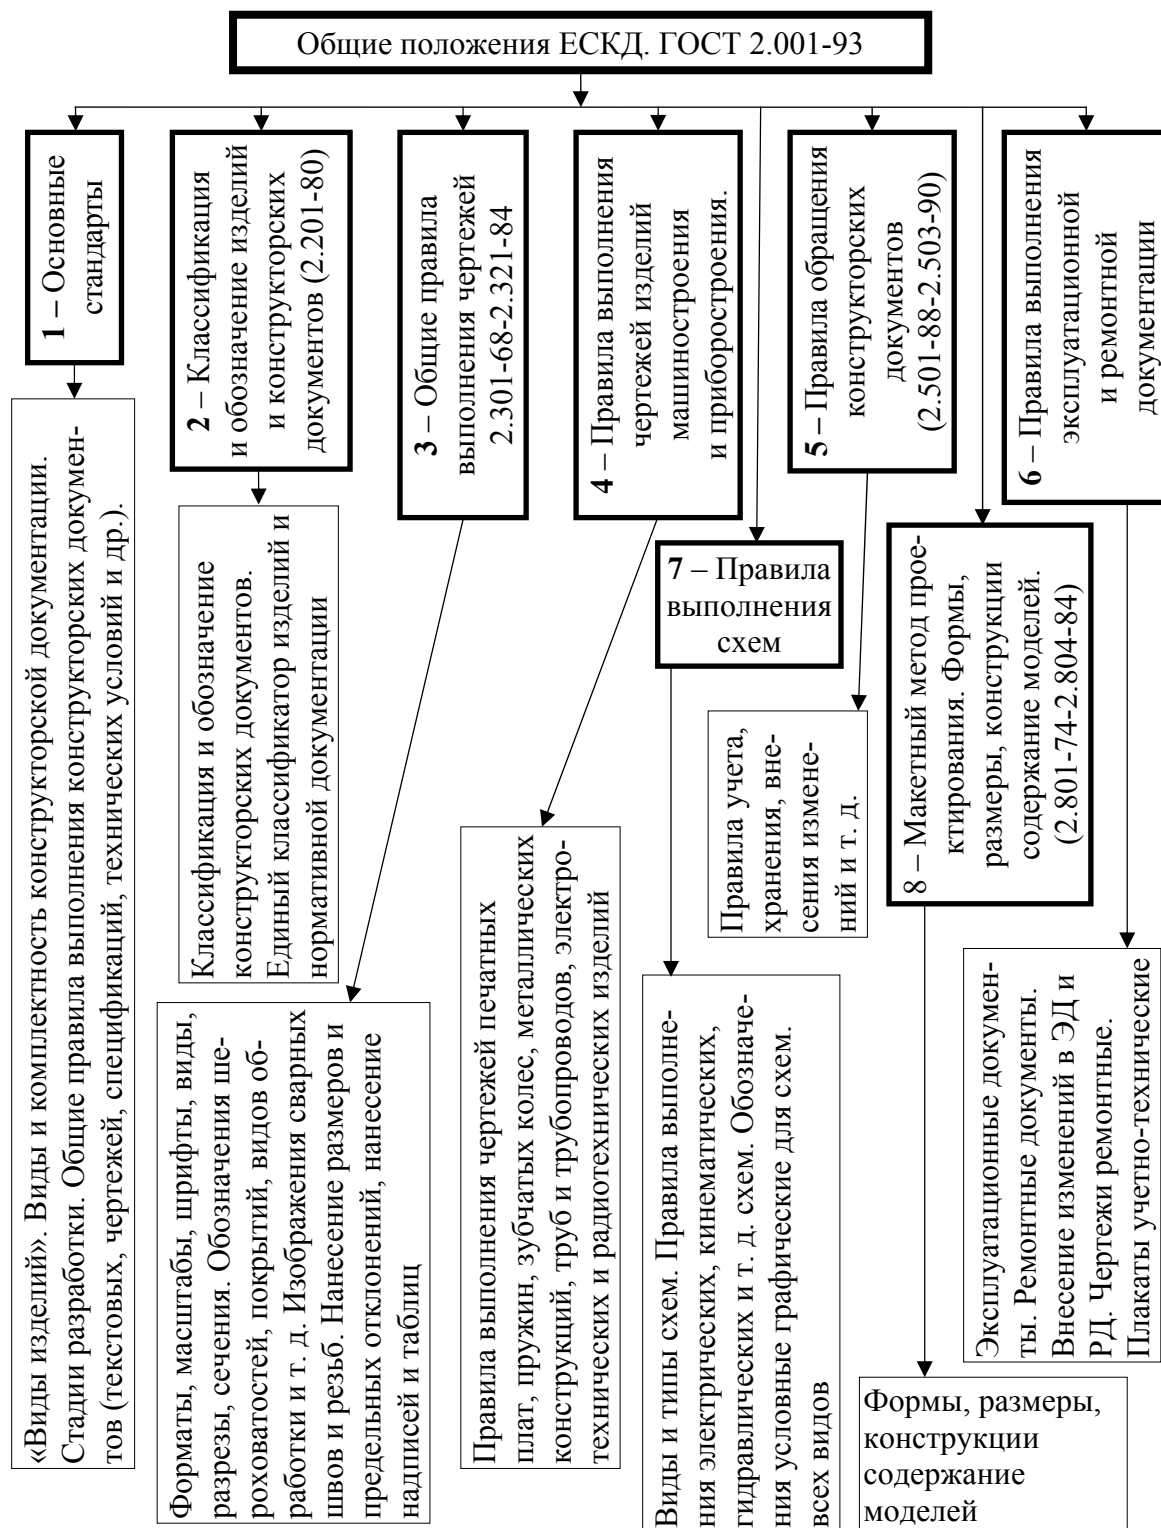 Общие положения ЕСКД. ГОСТ 2.001-93
1 – Основные
стандарты
2 – Классификация
и обозначение изделий
и конструкторских
документов (2.201-80)
3 – Общие правила
выполнения чертежей
2.301-68-2.321-84
4 – Правила выполнения
чертежей изделий
машиностроения
и приборостроения.
5 – Правила обращения
конструкторских
документов
(2.501-88-2.503-90)
6 – Правила выполнения
эксплуатационной
и ремонтной
документации
7 – Правила
выполнения
схем
8 – Макетный метод прое-
ктирования. Формы,
размеры, конструкции
содержание моделей.
(2.801-74-2.804-84)
«Виды изделий». Виды и комплектность конструкторской документации.
Стадии разработки. Общие правила выполнения конструкторских докумен-
тов (текстовых, чертежей, спецификаций, технических условий и др.).
Классификация и обозначение
конструкторских документов.
Единый классификатор изделий и
нормативной документации
Форматы, масштабы, шрифты, виды,
разрезы, сечения. Обозначения ше-
роховатостей, покрытий, видов об-
работки и т. д. Изображения сварных
швов и резьб. Нанесение размеров и
предельных отклонений, нанесение
надписей и таблиц
Правила выполнения чертежей печатных
плат, пружин, зубчатых колес, металлических
конструкций, труб и трубопроводов, электро-
технических и радиотехнических изделий
Виды и типы схем. Правила выполне-
ния электрических, кинематических,
гидравлических и т. д. схем. Обозначе-
ния условные графические для схем.
всех видов
Правила учета,
хранения, вне-
сения измене-
ний и т. д.
Формы, размеры,
конструкции
содержание
моделей
Эксплуатационные докумен-
ты. Ремонтные документы.
Внесение изменений в ЭД и
РД. Чертежи ремонтные.
Плакаты учетно-технические